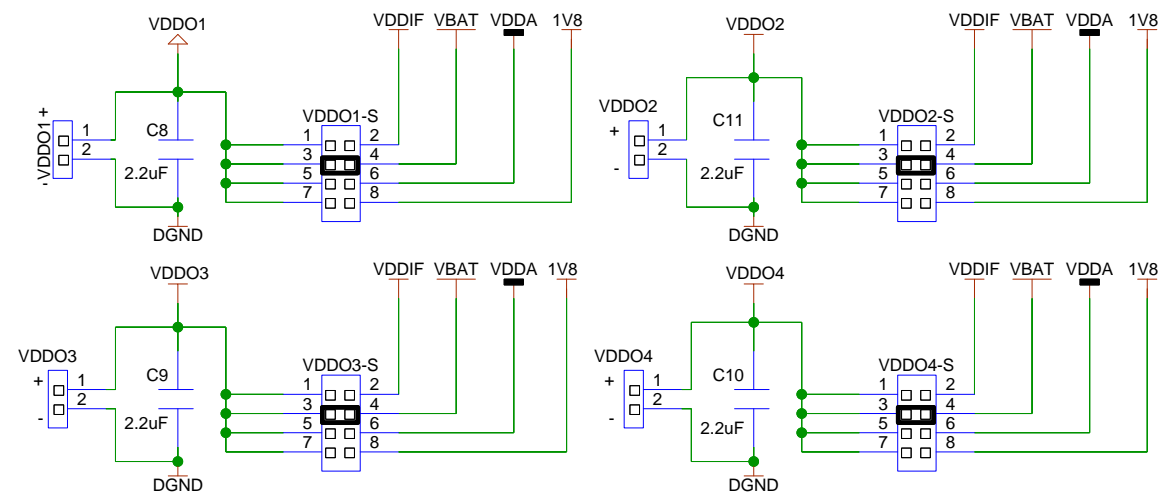 VDDO1
VDDIF VBAT VDDA 1V8
VDDO1
+
-
1
2
C8
2.2uF
VDDO1-S
1 2
3 4
5 6
7 8
DGND
VDDO2
VDDIF VBAT VDDA 1V8
VDDO2
+
-
1
2
C11
2.2uF
VDDO2-S
1 2
3 4
5 6
7 8
DGND
VDDO3
VDDIF VBAT VDDA 1V8
VDDO3
+
-
1
2
C9
2.2uF
VDDO3-S
1 2
3 4
5 6
7 8
DGND
VDDO4
VDDIF VBAT VDDA 1V8
VDDO4
+
-
1
2
C10
2.2uF
VDDO4-S
1 2
3 4
5 6
7 8
DGND